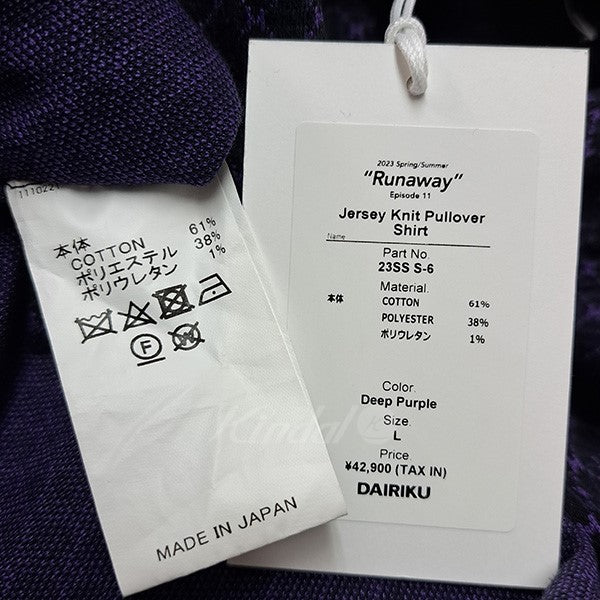 本体
COTTON 61%
ポリエステル 38%
ポリウレタン 1%
F
W
MADE IN JAPAN
2023 Spring/Summer
"Runaway"
Episode 11
Jersey Knit Pullover
Shirt
Name
Part No.
23SS S-6
Material.
本体 COTTON 61%
POLYESTER 38%
ポリウレタン 1%
Color.
Deep Purple
Size.
L
Price.
¥42,900 (TAX IN)
DAIRIKU
Kindal